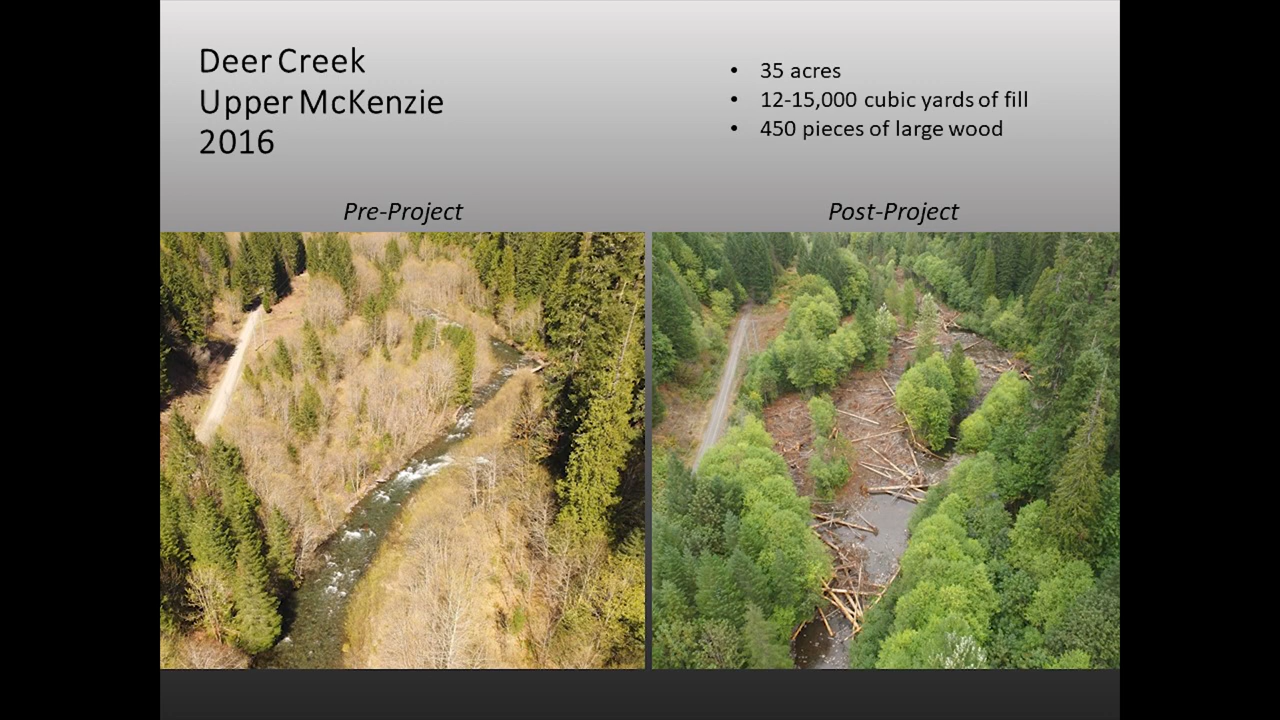 Deer Creek
Upper McKenzie
2016
• 35 acres
• 12-15,000 cubic yards of fill
• 450 pieces of large wood
Pre-Project
Post-Project